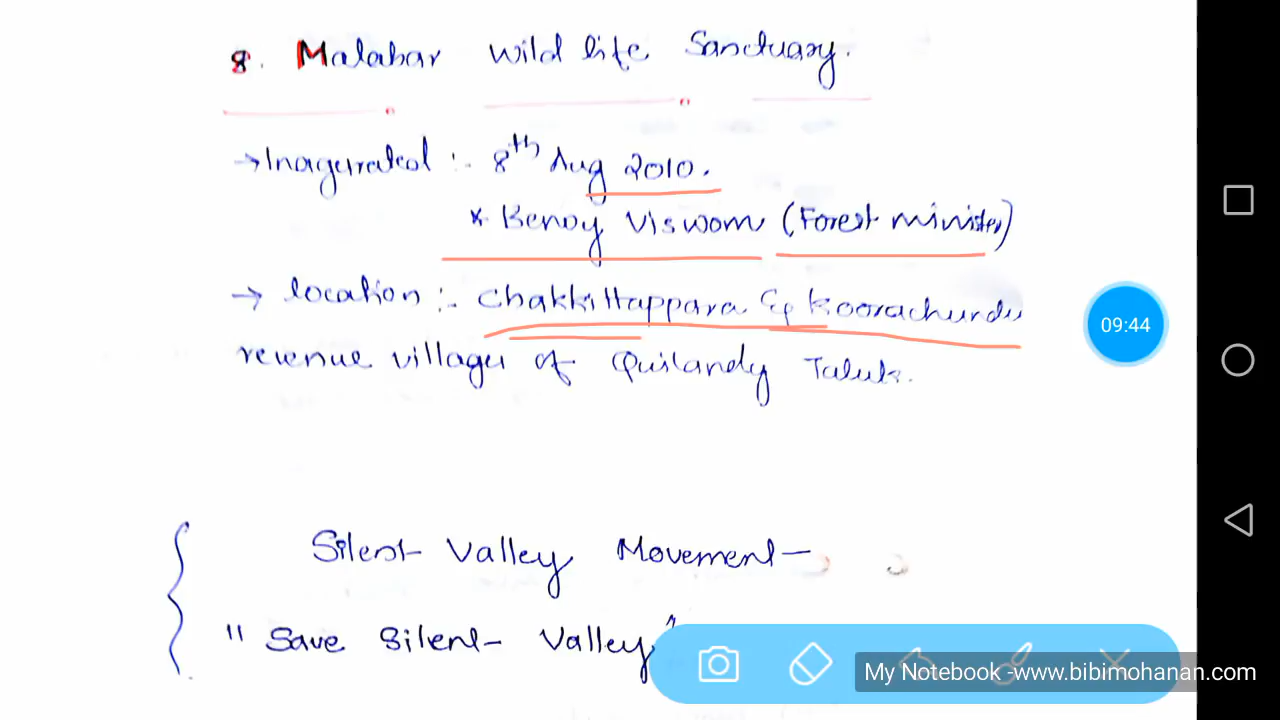 8. Malabar Wild life Sanctuary.
→ Inagurated :- 8th Aug 2010.
* Benoy Viswom (Forest minister)
→ location :- Chakkittappara & Koorachundu
revenue villages of Quilandy Taluk.
09:44
Silent Valley Movement-
"Save Silent Valley"
My Notebook -www.bibimohanan.com